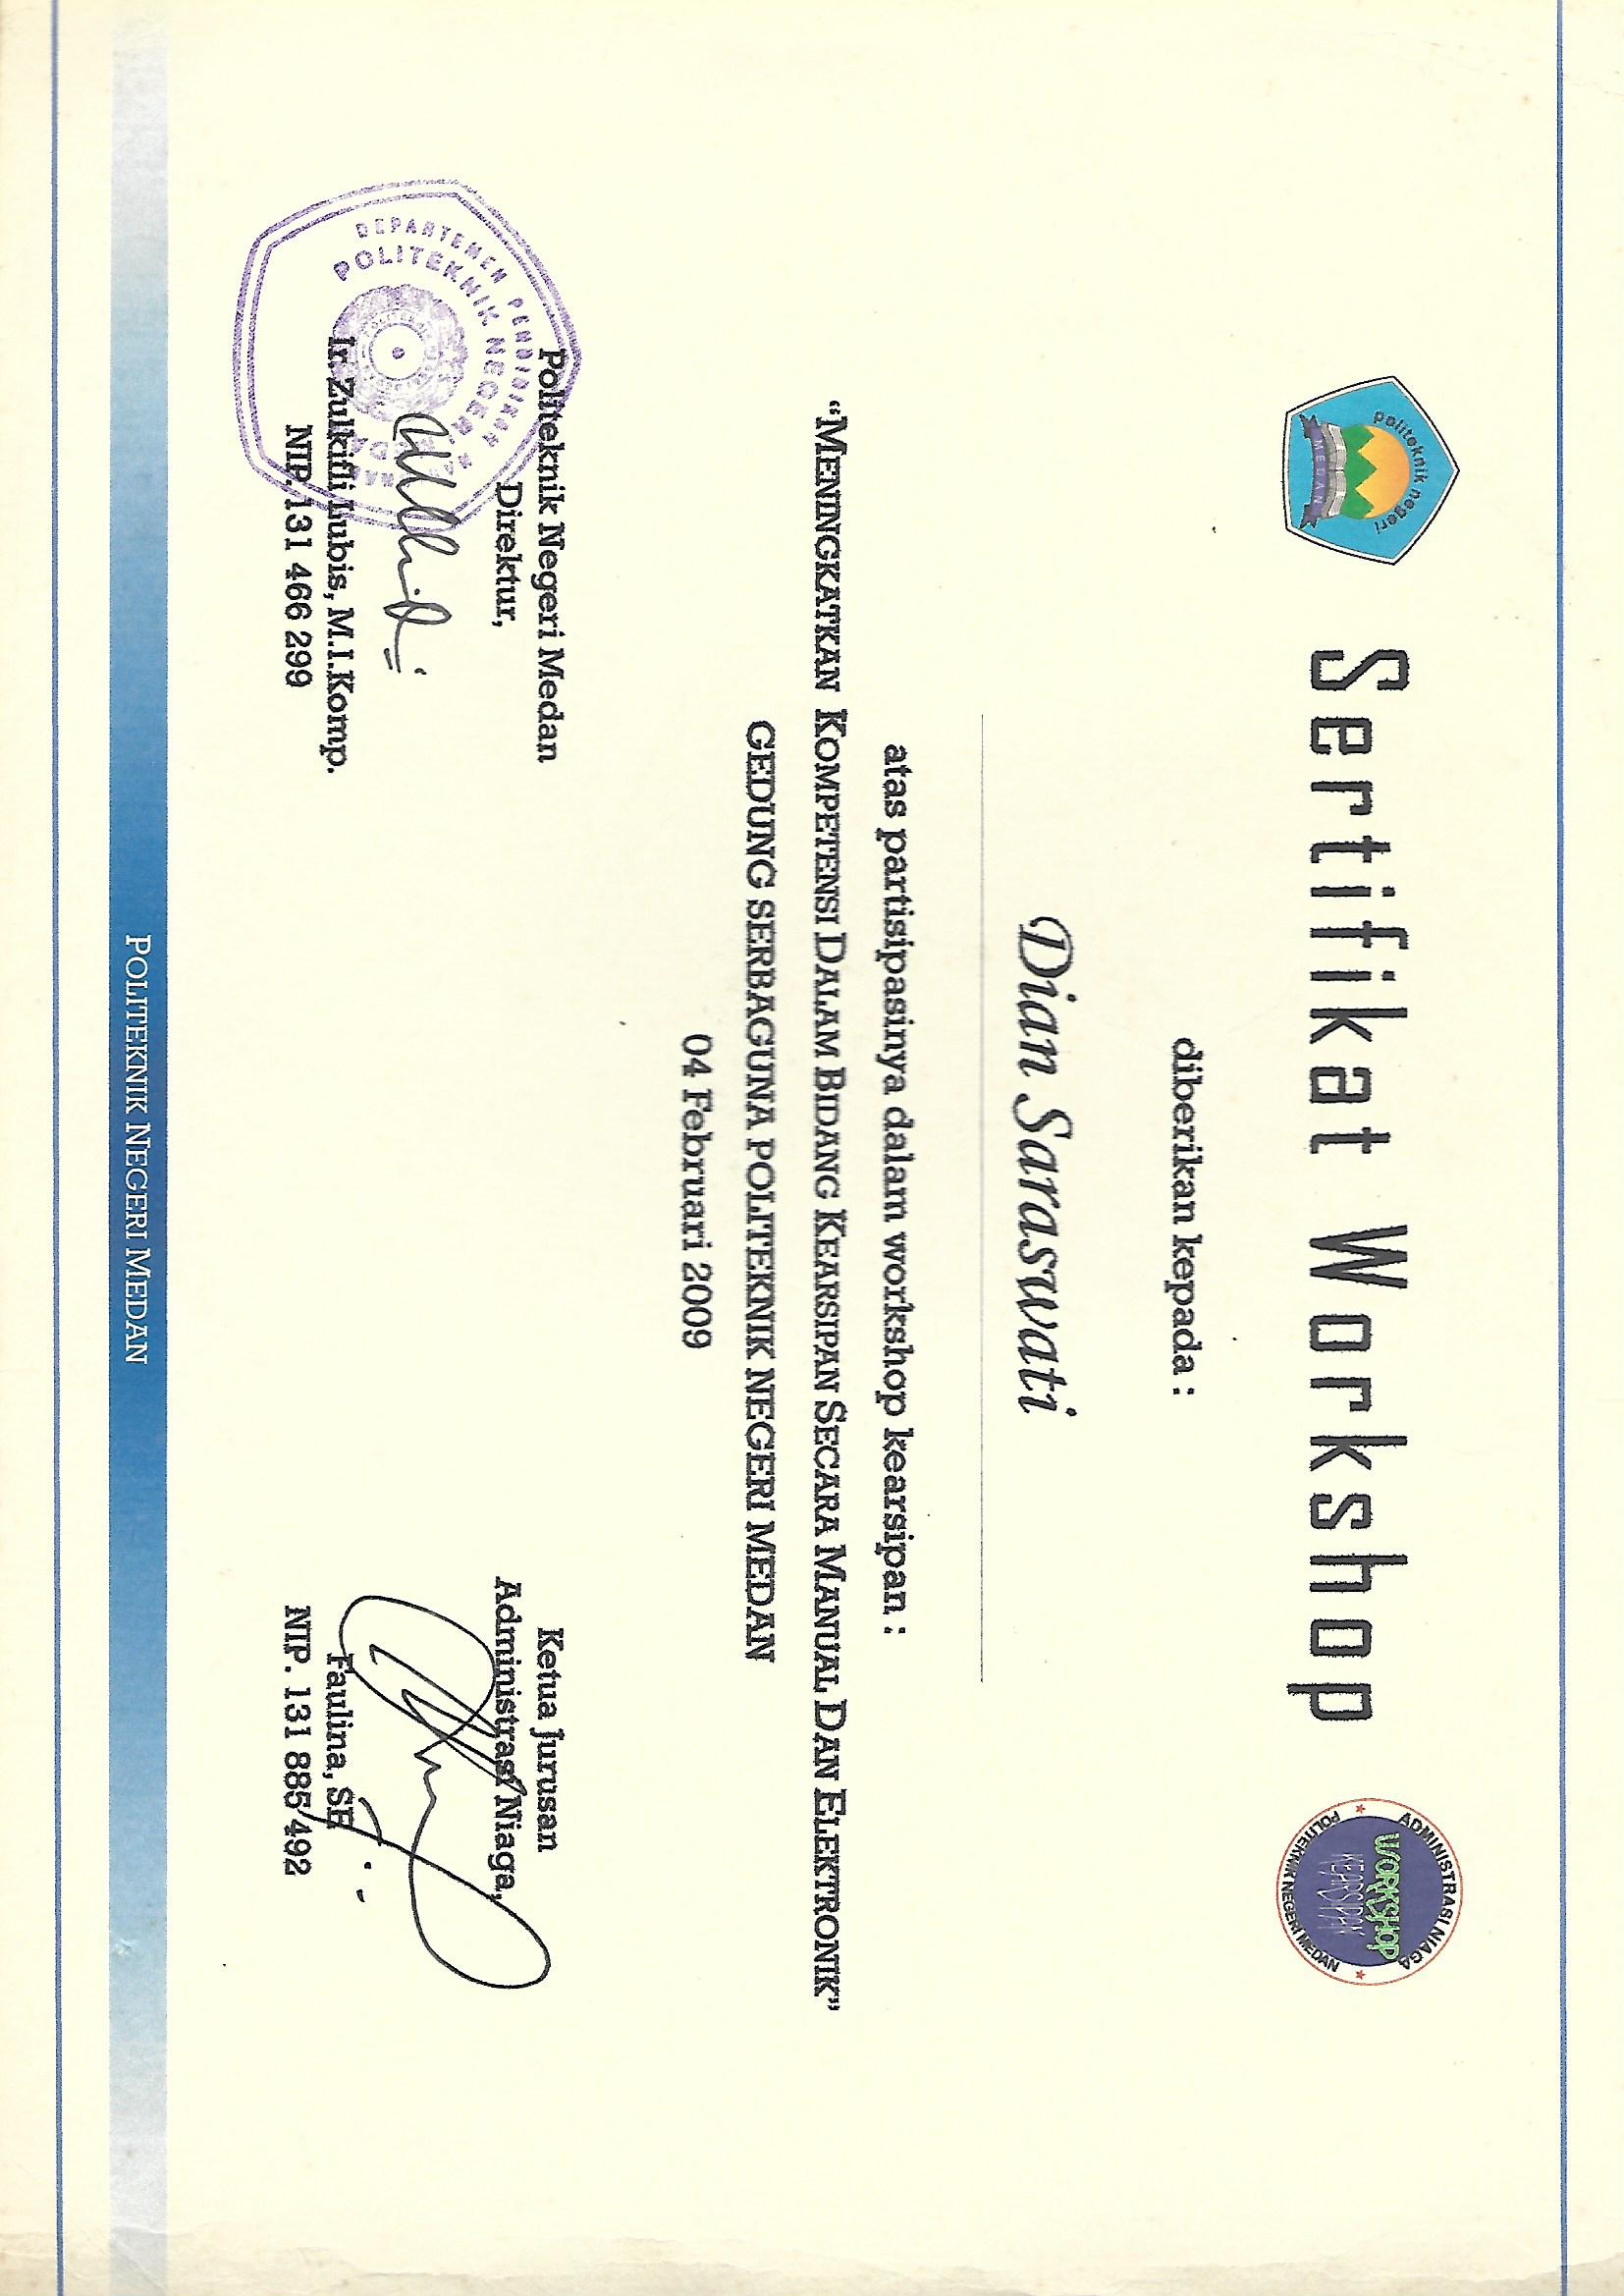 politeknik negeri
MEDAN
Sertifikat Workshop
ADMINISTRASI NIAGA
WORKSHOP
KEARSIPAN
POLITEKNIK NEGERI MEDAN
diberikan kepada :
Dian Saraswati
atas partisipasinya dalam workshop kearsipan :
“MENINGKATKAN KOMPETENSI DALAM BIDANG KEARSIPAN SECARA MANUAL DAN ELEKTRONIK”
GEDUNG SERBAGUNA POLITEKNIK NEGERI MEDAN
04 Februari 2009
Politeknik Negeri Medan
Direktur,
DEPARTEMEN PENDIDIKAN
POLITEKNIK NEGERI
Ir. Zulkifli Lubis, M.I.Komp.
NIP. 131 466 299
Ketua Jurusan
Administrasi Niaga,
Faulina, SE
NIP. 131 885 492
POLITEKNIK NEGERI MEDAN